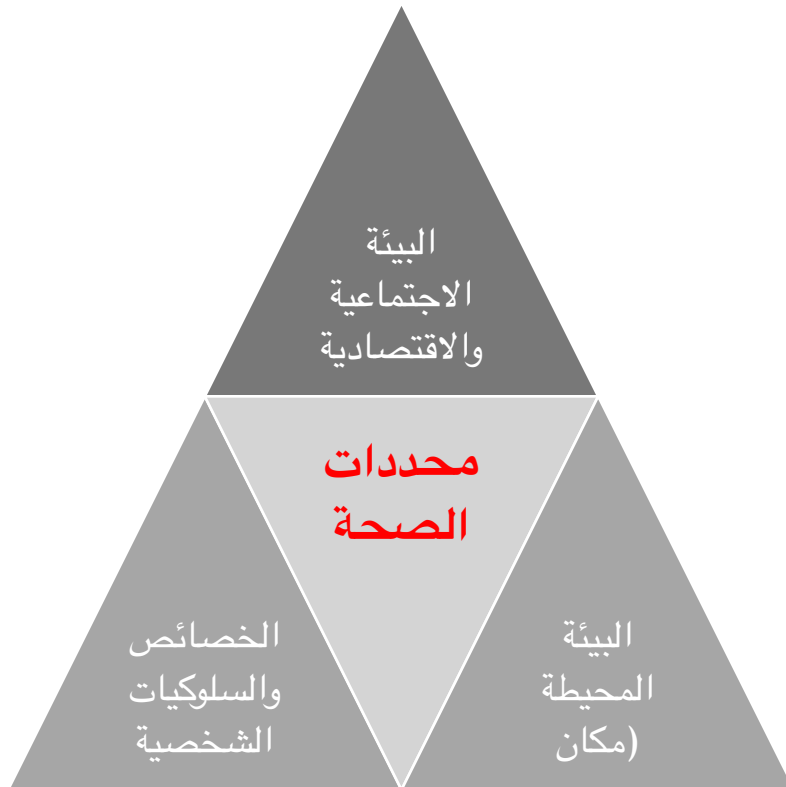 البيئة
الاجتماعية
والاقتصادية
محددات
الصحة
البيئة
المحيطة
(مكان
الخصائص
والسلوكيات
الشخصية